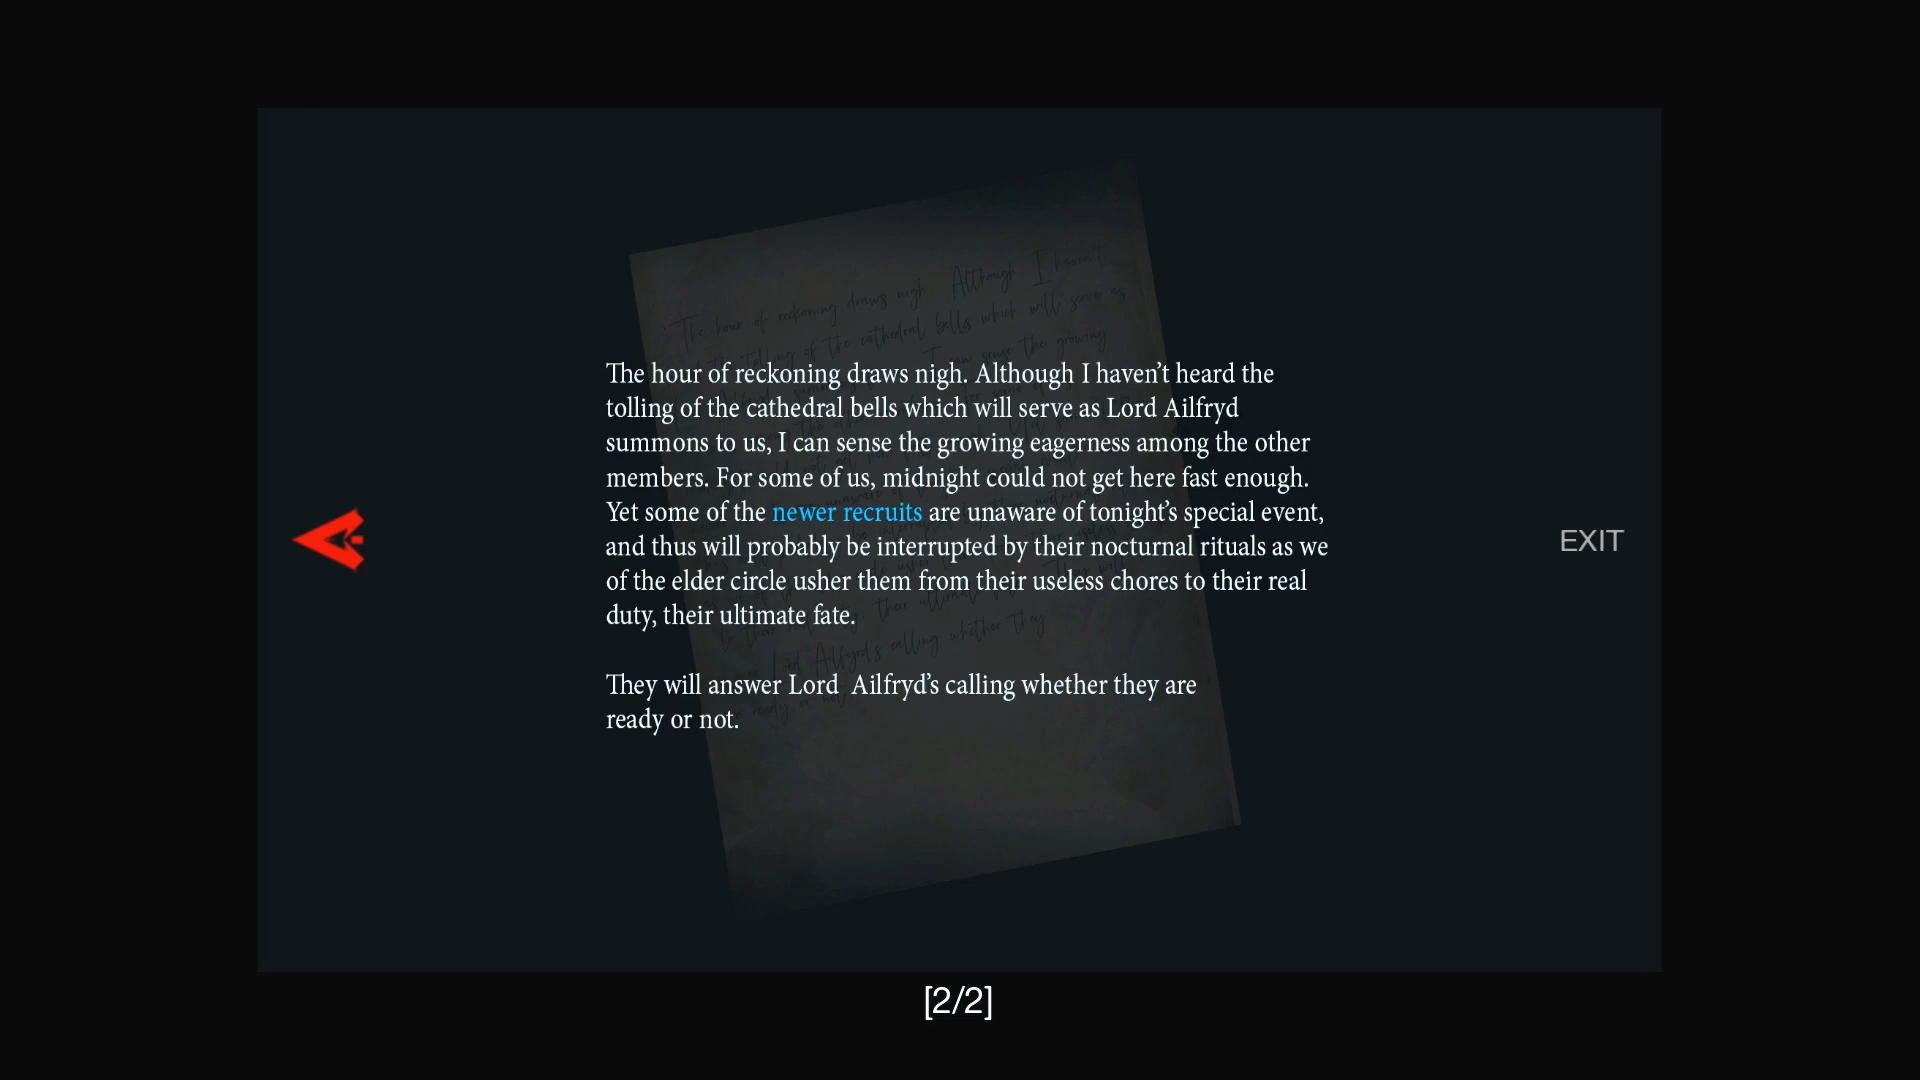 The hour of reckoning draws nigh. Although I haven't heard the
tolling of the cathedral bells which will serve as Lord Ailfryd
summons to us, I can sense the growing eagerness among the other
members. For some of us, midnight could not get here fast enough.
Yet some of the newer recruits are unaware of tonight's special event,
and thus will probably be interrupted by their nocturnal rituals as we
of the elder circle usher them from their useless chores to their real
duty, their ultimate fate.
They will answer Lord  Ailfryd's calling whether they are
ready or not.
EXIT
[2/2]